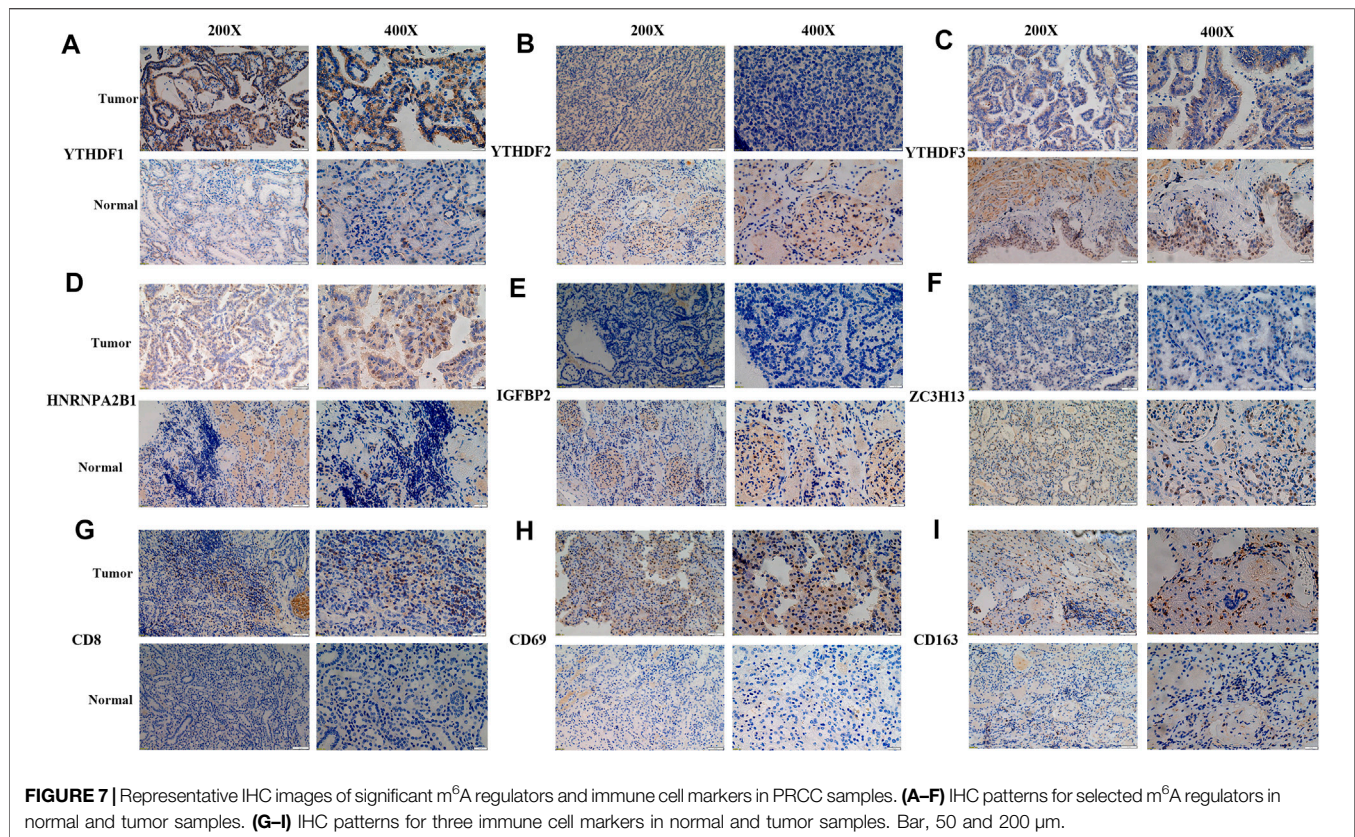 200X 400X
200X 400X
200X 400X
A
B
C
Tumor
YTHDF1
YTHDF2
YTHDF3
Normal
D
E
F
Tumor
HNRNPA2B1
IGFBP2
ZC3H13
Normal
G
H
I
Tumor
CD8
CD69
CD163
Normal
FIGURE 7 | Representative IHC images of significant m⁶A regulators and immune cell markers in PRCC samples. (A–F) IHC patterns for selected m⁶A regulators in
normal and tumor samples. (G–I) IHC patterns for three immune cell markers in normal and tumor samples. Bar, 50 and 200 μm.